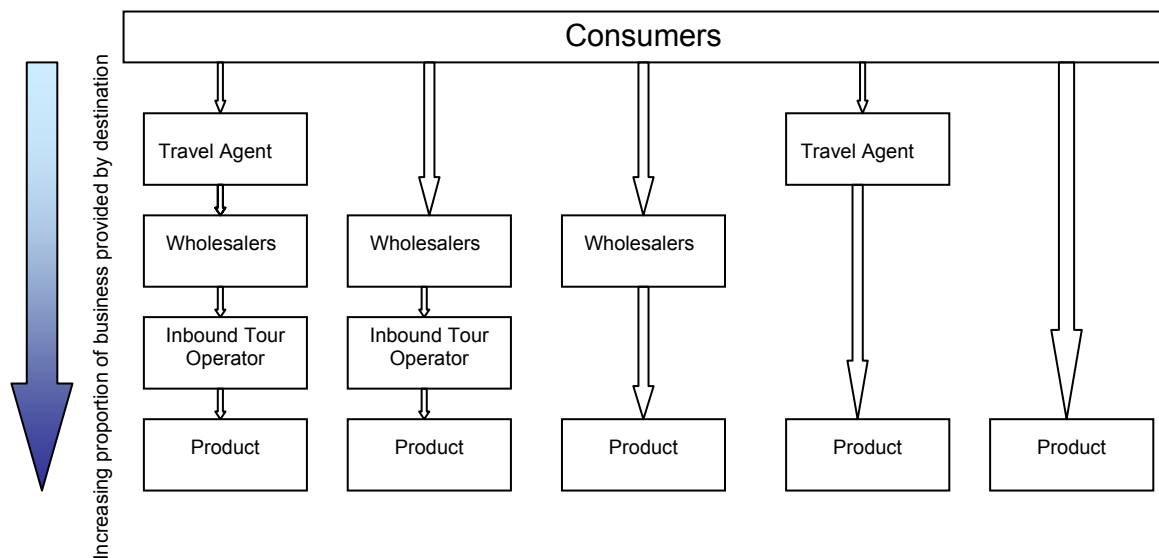 Consumers
Increasing proportion of business provided by destination
Travel Agent
Travel Agent
Wholesalers
Wholesalers
Wholesalers
Inbound Tour
Operator
Inbound Tour
Operator
Product
Product
Product
Product
Product